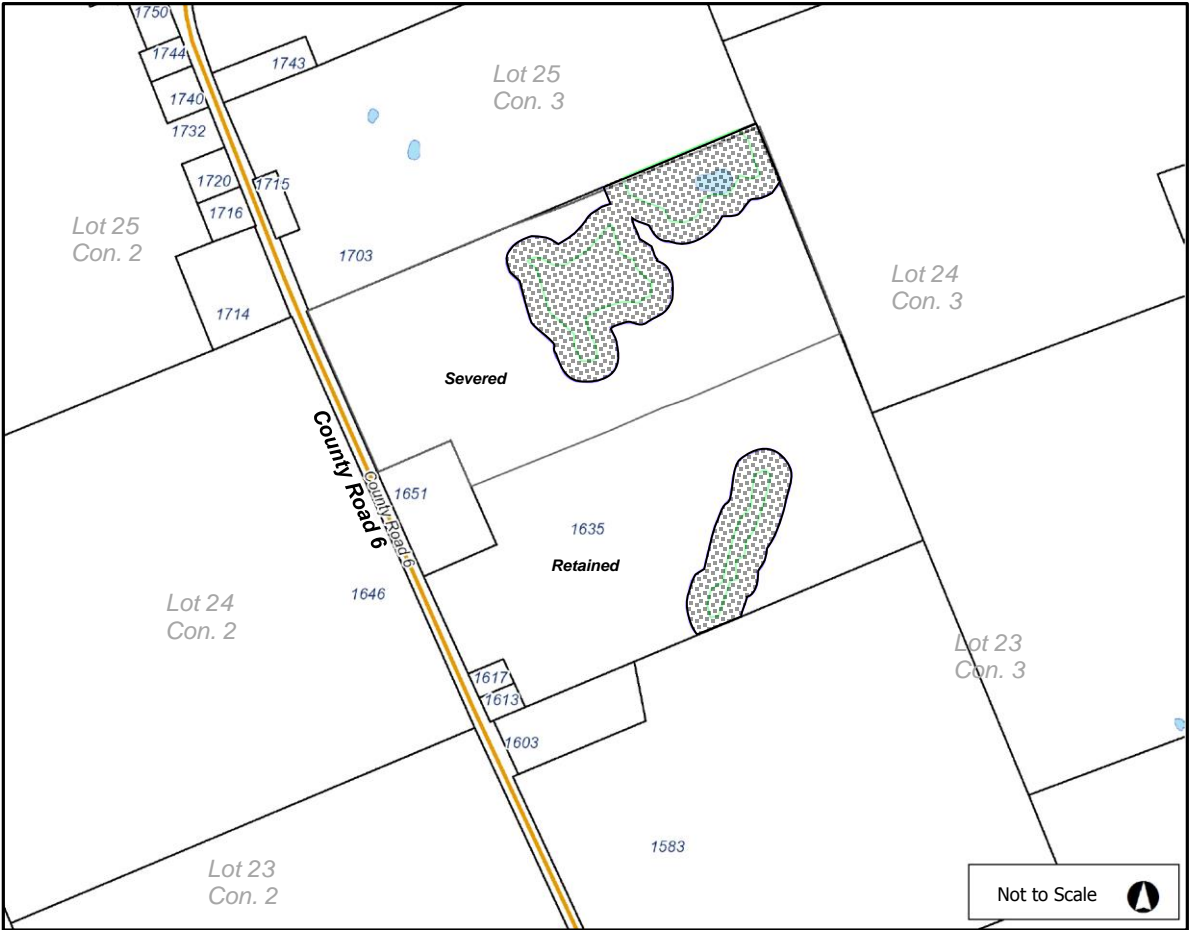 1750
1744
1743
Lot 25
Con. 3
1740
1732
1720
1715
1716
Lot 25
Con. 2
1703
Lot 24
Con. 3
1714
Severed
County Road 6
County Road 6
1651
1635
Retained
1646
Lot 24
Con. 2
Lot 23
Con. 3
1617
1613
1603
1583
Lot 23
Con. 2
Not to Scale